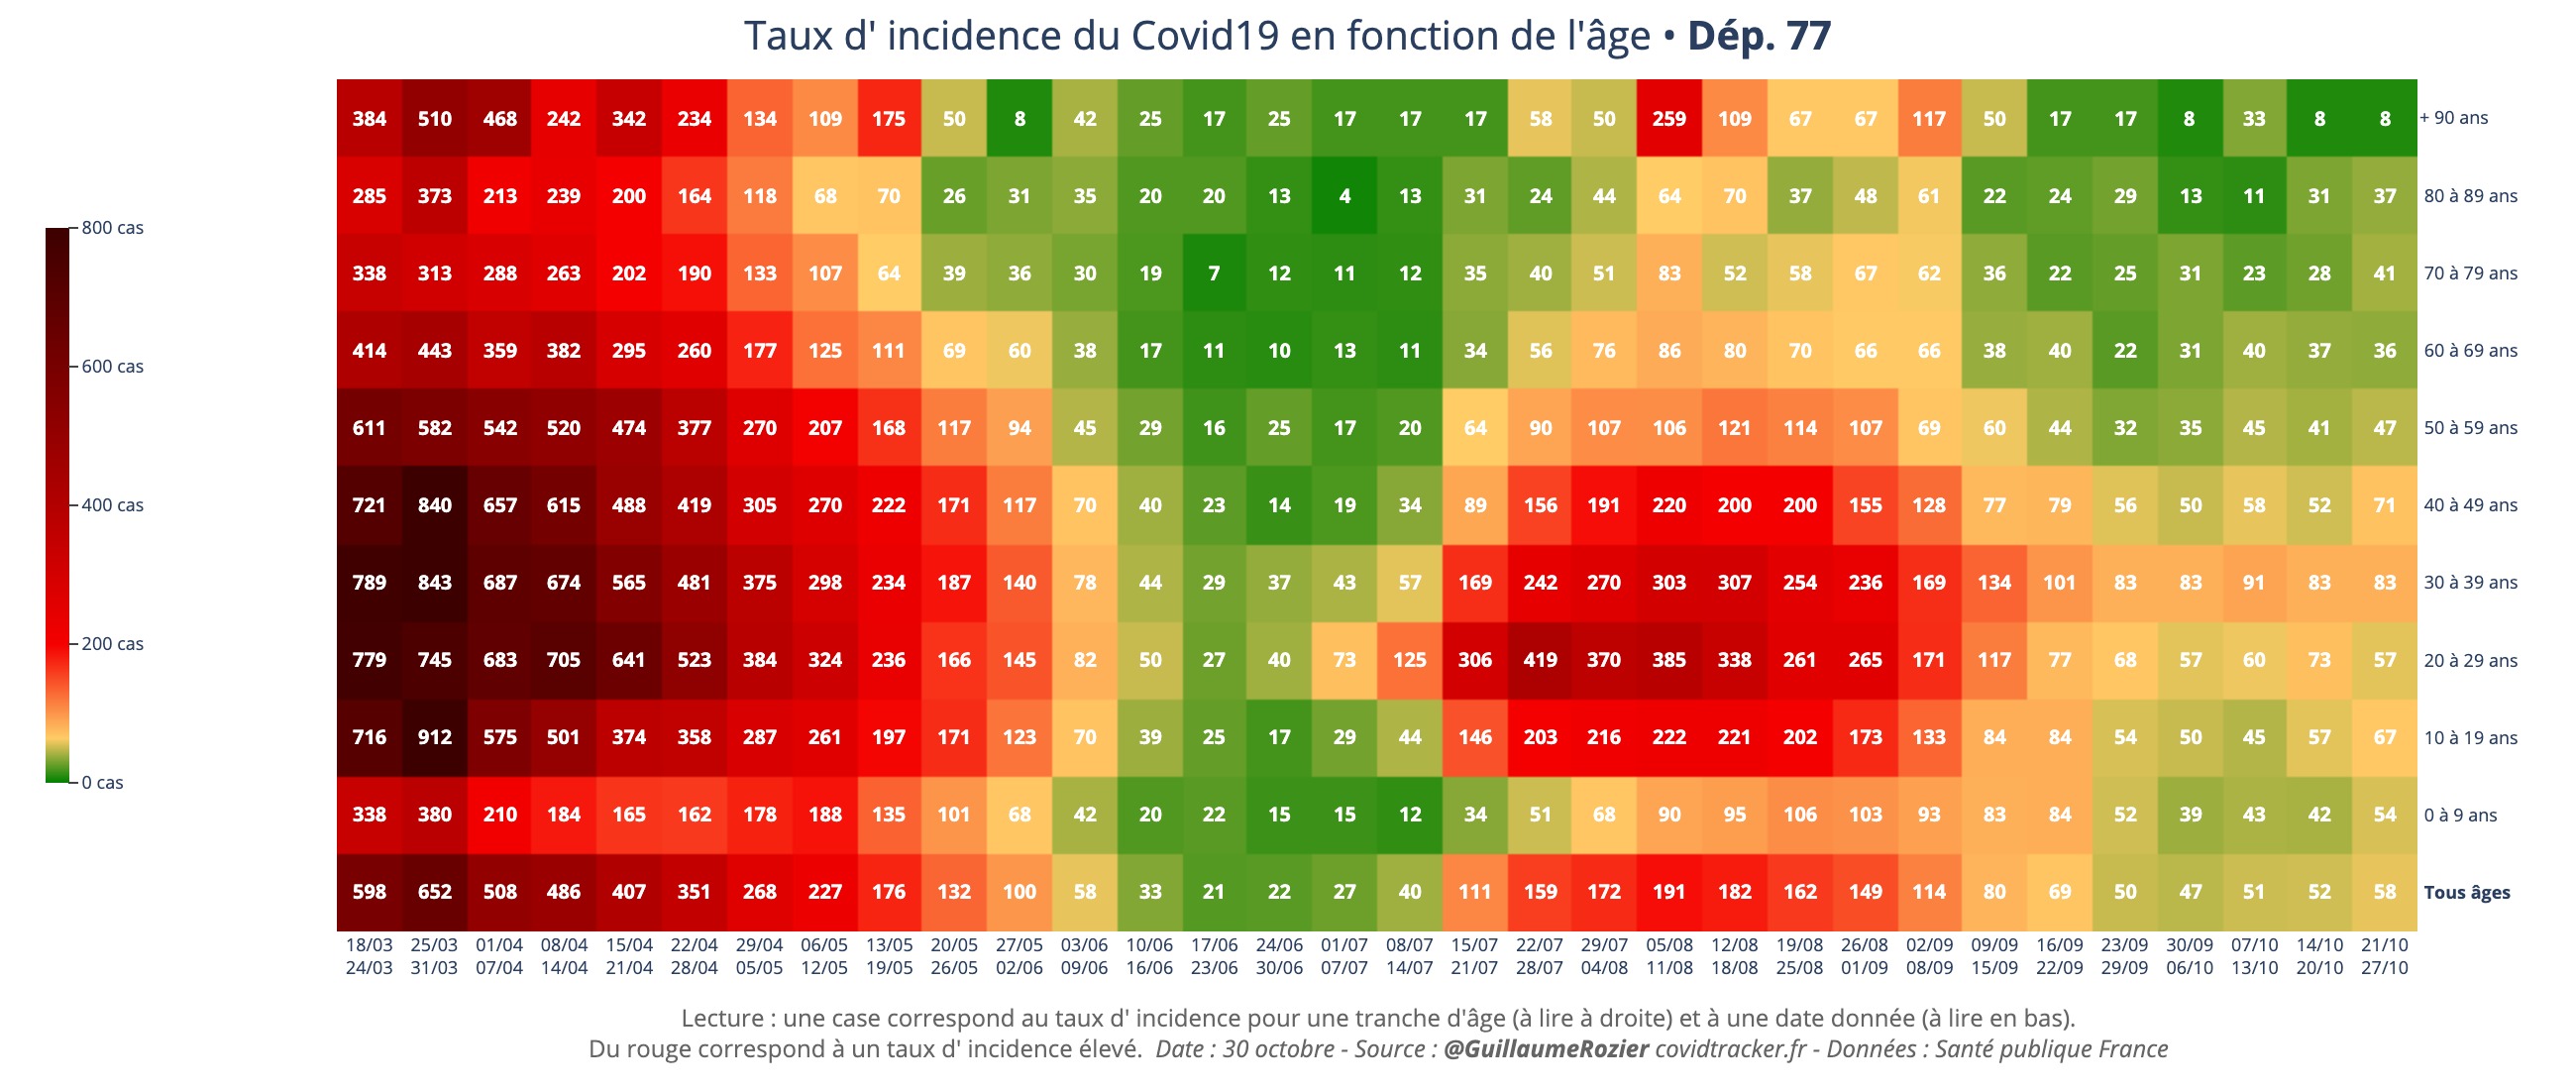 Taux d' incidence du Covid19 en fonction de l'âge • Dép. 77
384 510 468 242 342 234 134 109 175 50 8 42 25 17 25 17 17 17 58 50 259 109 67 67 117 50 17 17 8 33 8 8 + 90 ans
285 373 213 239 200 164 118 68 70 26 31 35 20 20 13 4 13 31 24 44 64 70 37 48 61 22 24 29 13 11 31 37 80 à 89 ans
800 cas
338 313 288 263 202 190 133 107 64 39 36 30 19 7 12 11 12 35 40 51 83 52 58 67 62 36 22 25 31 23 28 41 70 à 79 ans
414 443 359 382 295 260 177 125 111 69 60 38 17 11 10 13 11 34 56 76 86 80 70 66 66 38 40 22 31 40 37 36 60 à 69 ans
600 cas
611 582 542 520 474 377 270 207 168 117 94 45 29 16 25 17 20 64 90 107 106 121 114 107 69 60 44 32 35 45 41 47 50 à 59 ans
400 cas
721 840 657 615 488 419 305 270 222 171 117 70 40 23 14 19 34 89 156 191 220 200 200 155 128 77 79 56 50 58 52 71 40 à 49 ans
789 843 687 674 565 481 375 298 234 187 140 78 44 29 37 43 57 169 242 270 303 307 254 236 169 134 101 83 83 91 83 83 30 à 39 ans
200 cas
779 745 683 705 641 523 384 324 236 166 145 82 50 27 40 73 125 306 419 370 385 338 261 265 171 117 77 68 57 60 73 57 20 à 29 ans
716 912 575 501 374 358 287 261 197 171 123 70 39 25 17 29 44 146 203 216 222 221 202 173 133 84 84 54 50 45 57 67 10 à 19 ans
0 cas
338 380 210 184 165 162 178 188 135 101 68 42 20 22 15 15 12 34 51 68 90 95 106 103 93 83 84 52 39 43 42 54 0 à 9 ans
598 652 508 486 407 351 268 227 176 132 100 58 33 21 22 27 40 111 159 172 191 182 162 149 114 80 69 50 47 51 52 58 Tous âges
18/03 25/03 01/04 08/04 15/04 22/04 29/04 06/05 13/05 20/05 27/05 03/06 10/06 17/06 24/06 01/07 08/07 15/07 22/07 29/07 05/08 12/08 19/08 26/08 02/09 09/09 16/09 23/09 30/09 07/10 14/10 21/10
24/03 31/03 07/04 14/04 21/04 28/04 05/05 12/05 19/05 26/05 02/06 09/06 16/06 23/06 30/06 07/07 14/07 21/07 28/07 04/08 11/08 18/08 25/08 01/09 08/09 15/09 22/09 29/09 06/10 13/10 20/10 27/10
Lecture : une case correspond au taux d' incidence pour une tranche d'âge (à lire à droite) et à une date donnée (à lire en bas).
Du rouge correspond à un taux d' incidence élevé. Date : 30 octobre - Source : @GuillaumeRozier covidtracker.fr - Données : Santé publique France